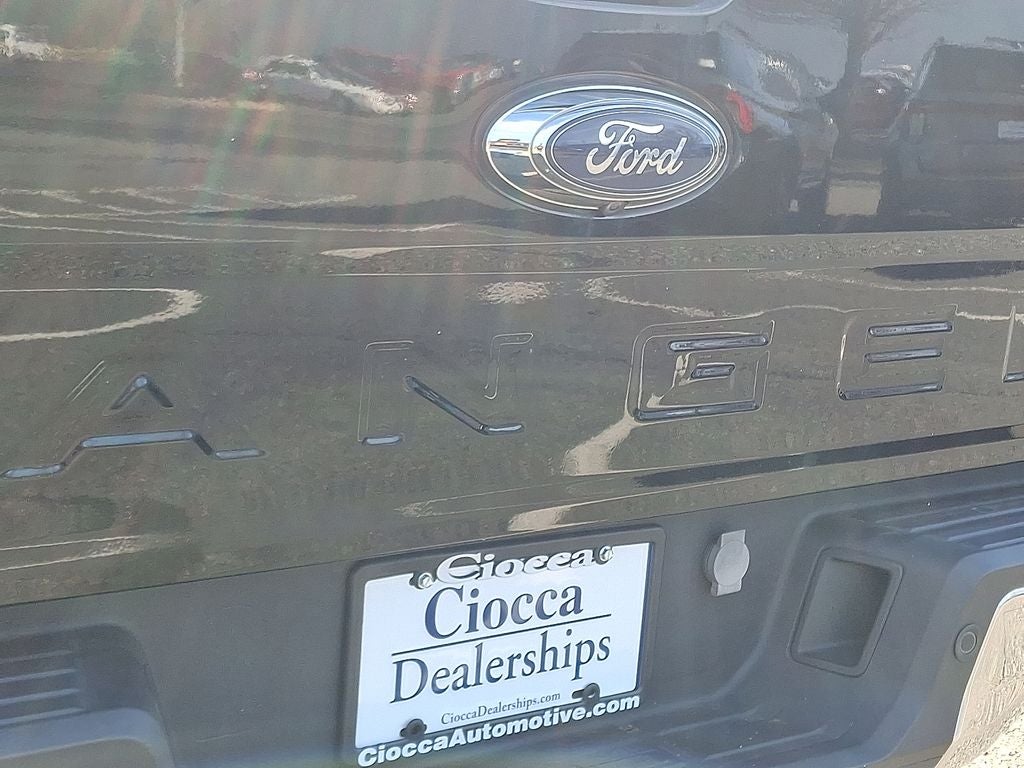 Ford
ANGE
Ciocca
Ciocca
Dealerships
CioccaDealerships.com
CioccaAutomotive.com